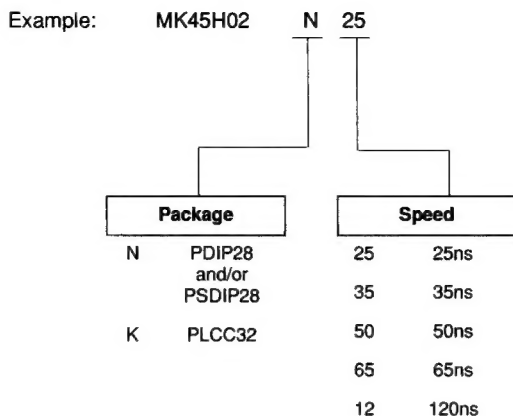 Example: MK45H02 N 25
Package Speed
N PDIP28 25 25ns
and/or
PSDIP28 35 35ns
K PLCC32 50 50ns
65 65ns
12 120ns